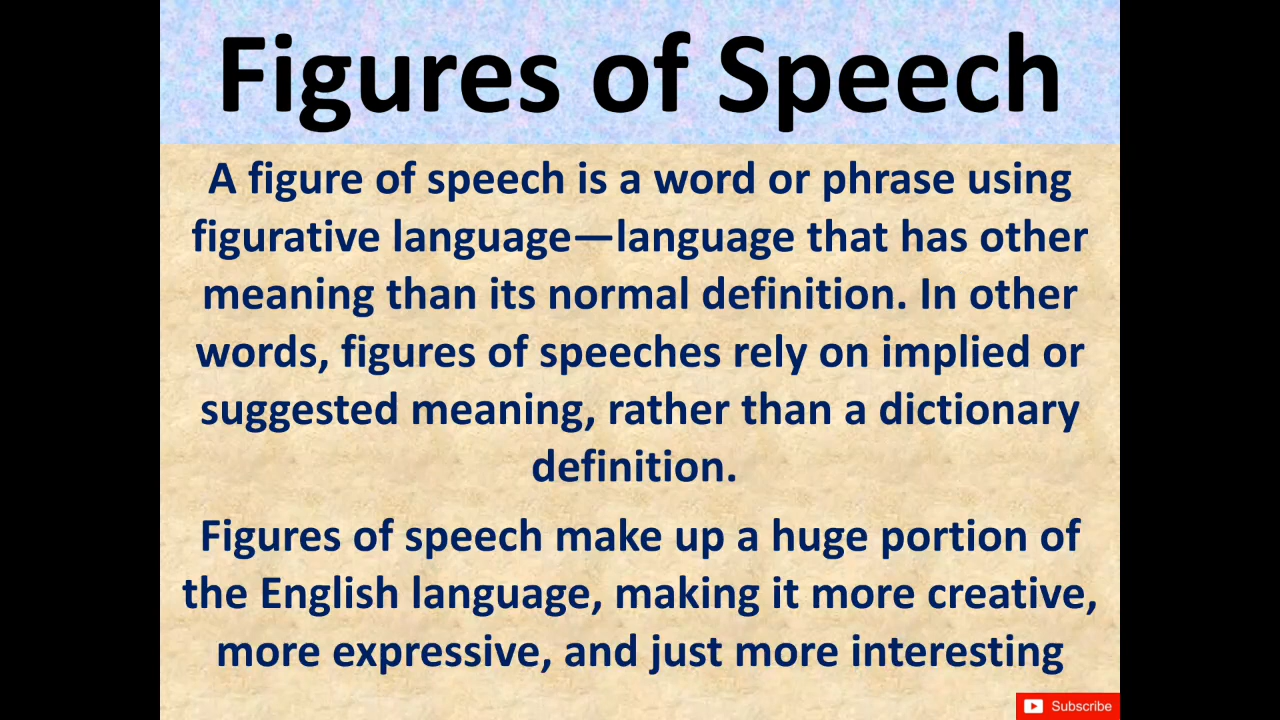 Figures of Speech
A figure of speech is a word or phrase using
figurative language—language that has other
meaning than its normal definition. In other
words, figures of speeches rely on implied or
suggested meaning, rather than a dictionary
definition.
Figures of speech make up a huge portion of
the English language, making it more creative,
more expressive, and just more interesting
Subscribe